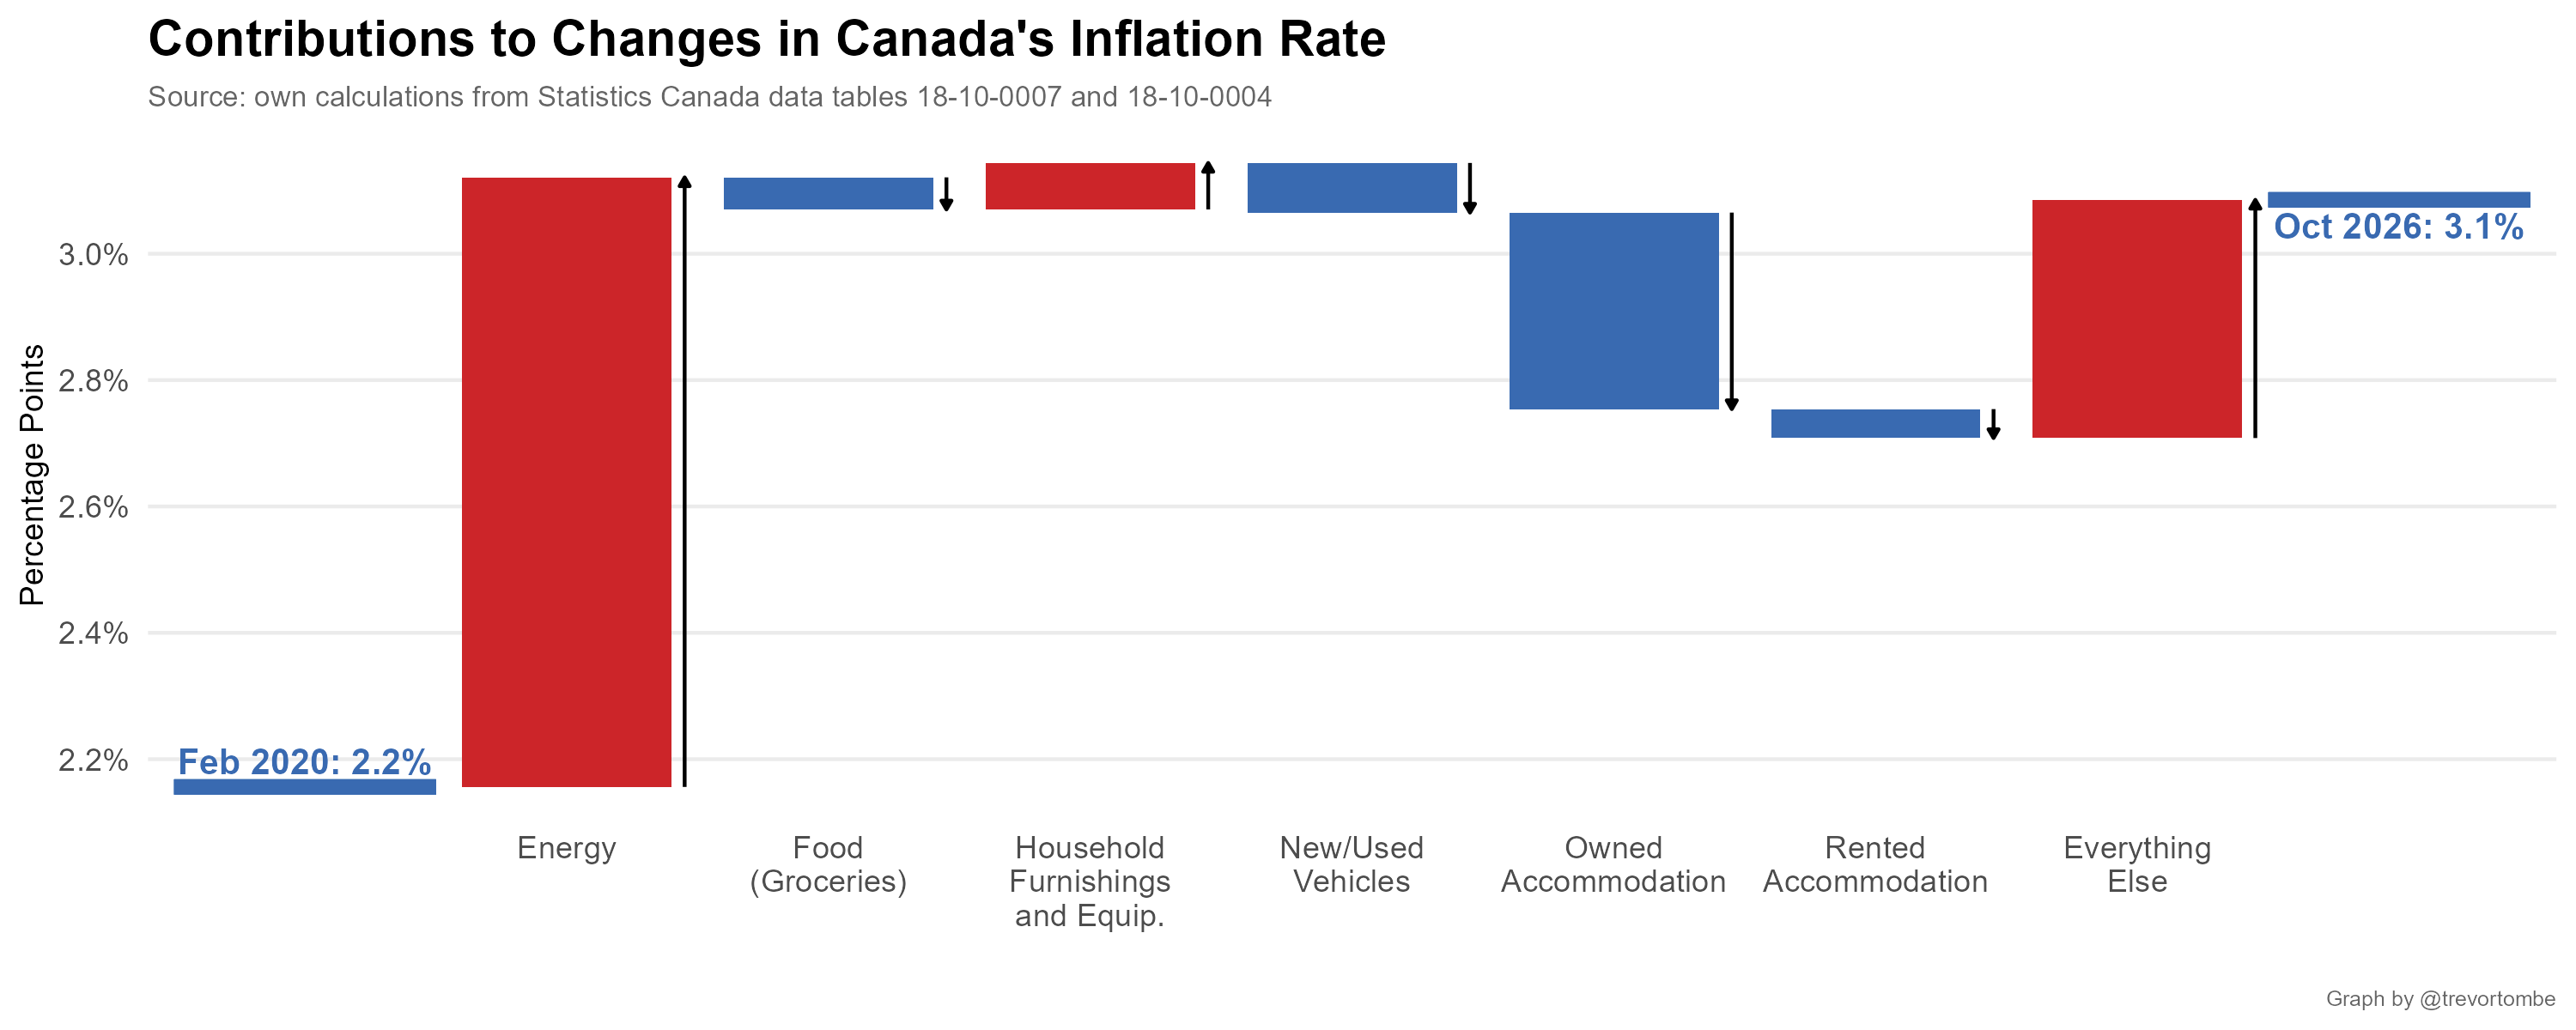 Contributions to Changes in Canada's Inflation Rate
Source: own calculations from Statistics Canada data tables 18-10-0007 and 18-10-0004
Percentage Points
3.0%
2.8%
2.6%
2.4%
2.2%
Feb 2020: 2.2%
Oct 2026: 3.1%
Energy
Food
(Groceries)
Household
Furnishings
and Equip.
New/Used
Vehicles
Owned
Accommodation
Rented
Accommodation
Everything
Else
Graph by @trevortombe